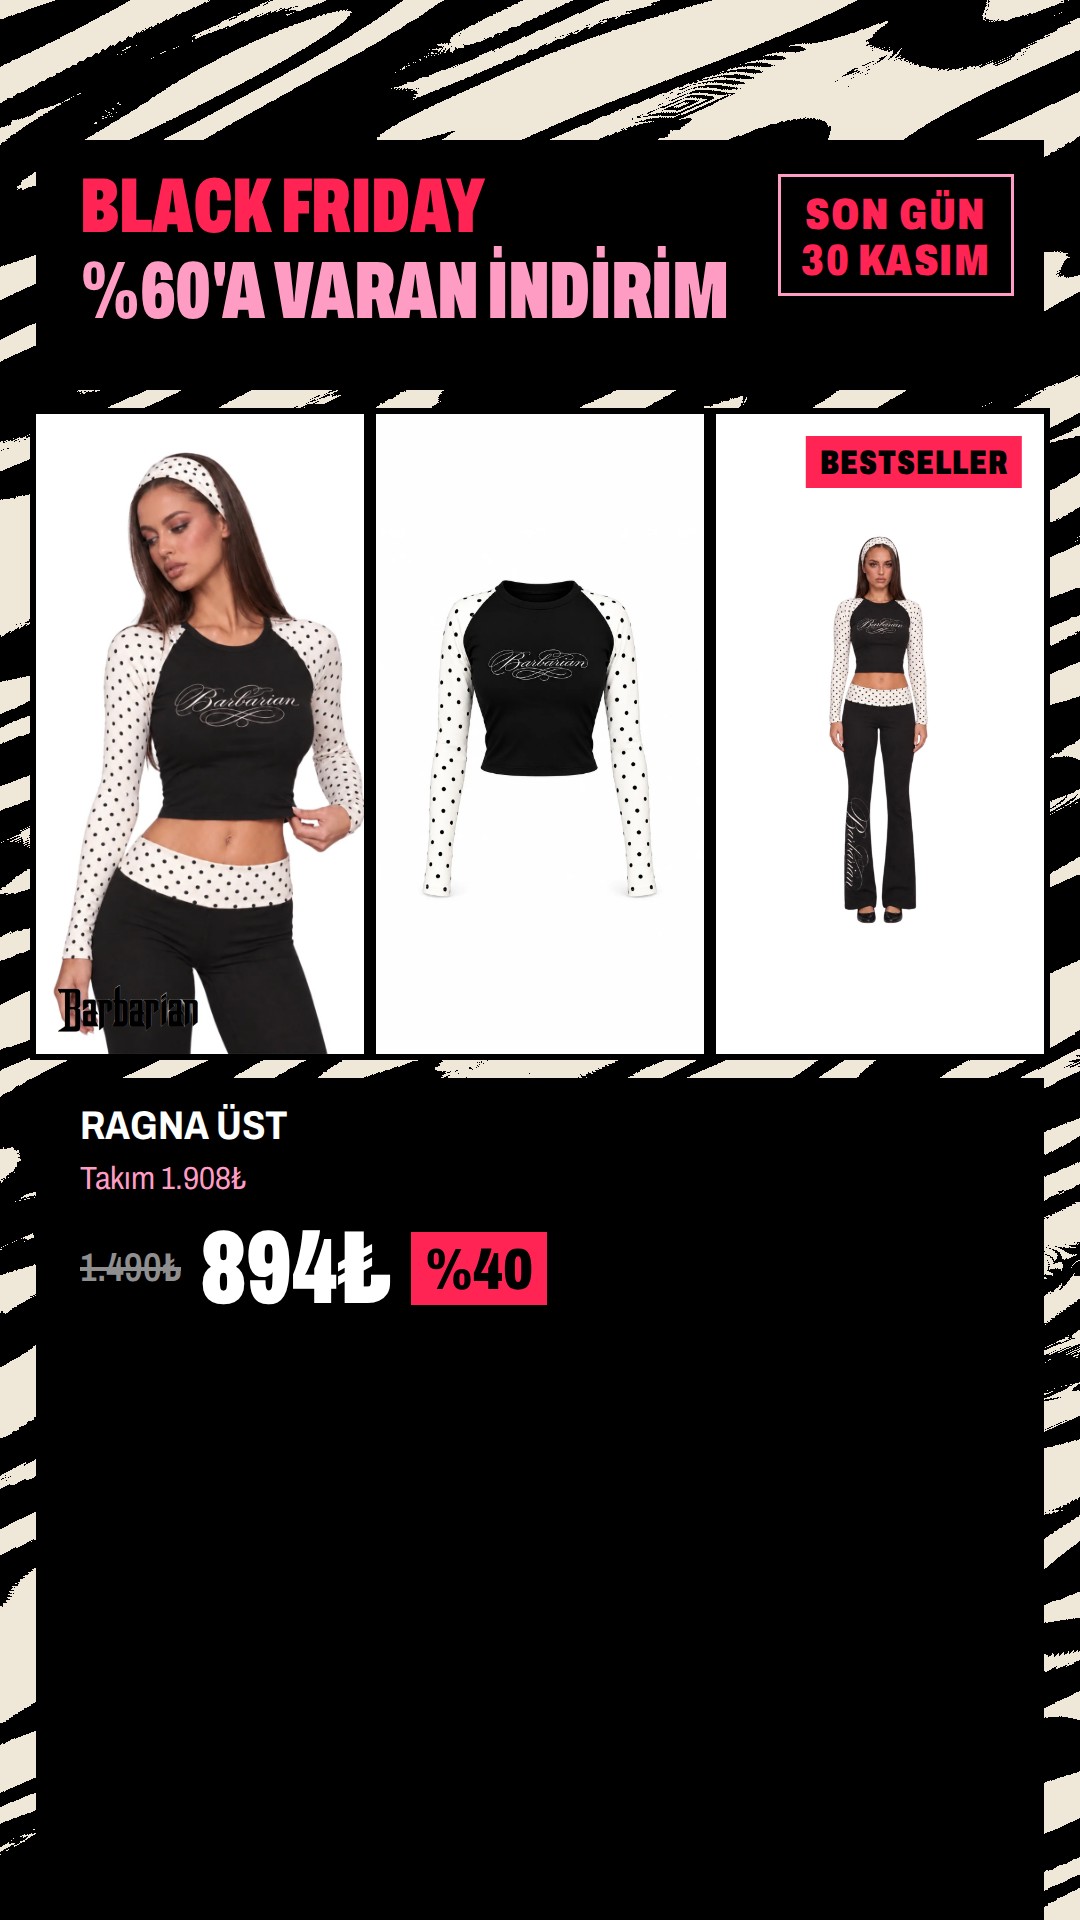 BLACK FRIDAY
%60'A VARAN İNDİRİM
SON GÜN
30 KASIM
BESTSELLER
Barbarian
Barbarian
Barbarian
Barbarian
Barbarian
RAGNA ÜST
Takım 1.908₺
1.490₺ 894₺ %40